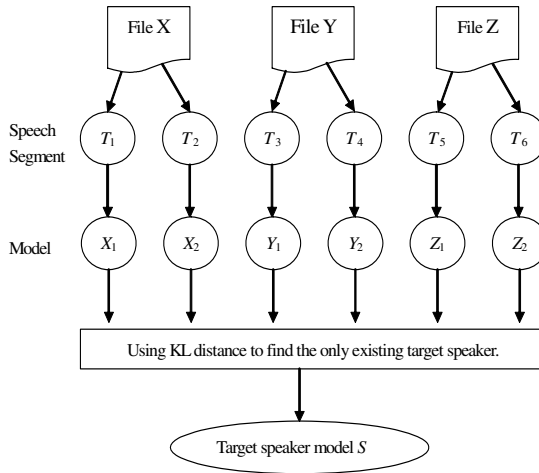 File X File Y File Z
Speech
Segment
T1 T2 T3 T4 T5 T6
Model
X1 X2 Y1 Y2 Z1 Z2
Using KL distance to find the only existing target speaker.
Target speaker model S